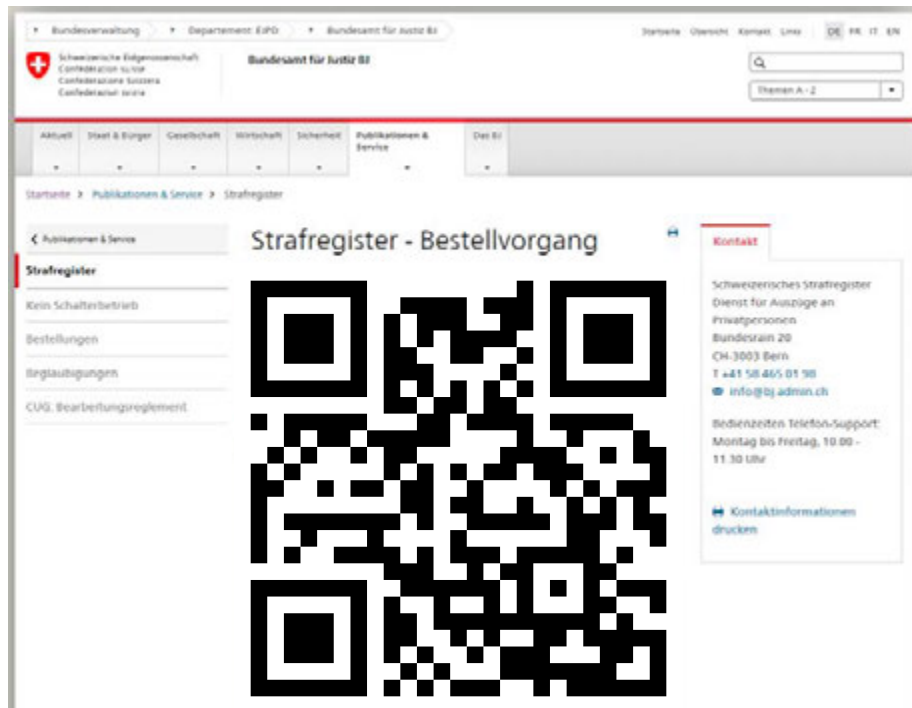 Bundesverwaltung
Departement: EJPD
Bundesamt für Justiz BJ
Startseite Übersicht Kontakt Links DE FR IT EN
Schweizerische Eidgenossenschaft
Confédération suisse
Confederazione Svizzera
Confederaziun svizra
Bundesamt für Justiz BJ
Themen A - Z
Aktuell Staat & Bürger Gesellschaft Wirtschaft Sicherheit Publikationen & Service Das BJ
Startseite > Publikationen & Service > Strafregister
Publikationen & Service
Strafregister
Kein Schalterbetrieb
Bestellungen
Beglaubigungen
CUG: Bearbeitungsreglement
Strafregister - Bestellvorgang
Kontakt
Schweizerisches Strafregister
Dienst für Auszüge an
Privatpersonen
Bundesrain 20
CH-3003 Bern
T +41 58 465 01 98
info@bj.admin.ch
Bedienzeiten Telefon-Support:
Montag bis Freitag, 10.00 -
11.30 Uhr
Kontaktinformationen
drucken